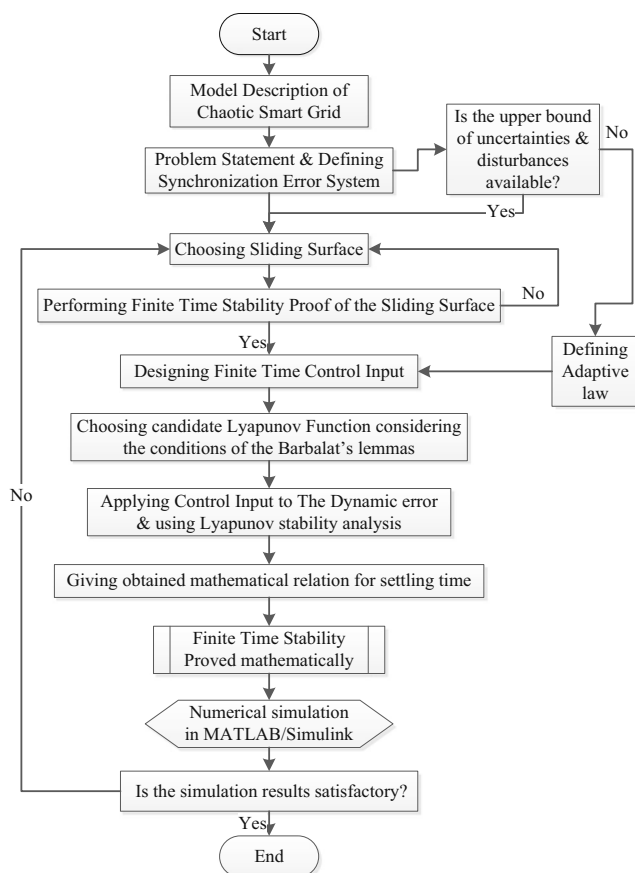 Start
Model Description of
Chaotic Smart Grid
Problem Statement & Defining
Synchronization Error System
Is the upper bound
of uncertainties &
disturbances
available?
No
Yes
Choosing Sliding Surface
Performing Finite Time Stability Proof of the Sliding Surface
No
Yes
Designing Finite Time Control Input
Defining
Adaptive
law
Choosing candidate Lyapunov Function considering
the conditions of the Barbalat's lemmas
No
Applying Control Input to The Dynamic error
& using Lyapunov stability analysis
Giving obtained mathematical relation for settling time
Finite Time Stability
Proved mathematically
Numerical simulation
in MATLAB/Simulink
Is the simulation results satisfactory?
Yes
End